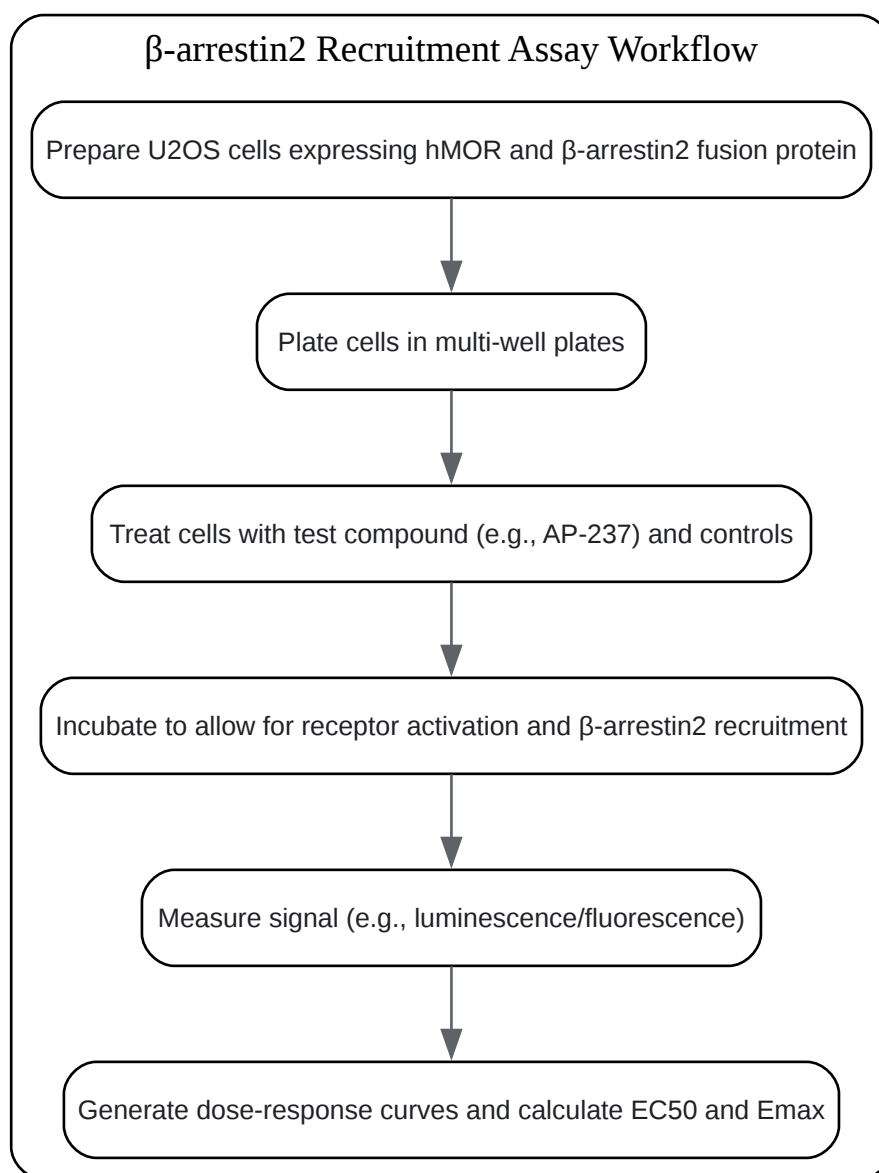 β-arrestin2 Recruitment Assay Workflow
Prepare U2OS cells expressing hMOR and β-arrestin2 fusion protein
Plate cells in multi-well plates
Treat cells with test compound (e.g., AP-237) and controls
Incubate to allow for receptor activation and β-arrestin2 recruitment
Measure signal (e.g., luminescence/fluorescence)
Generate dose-response curves and calculate EC50 and Emax